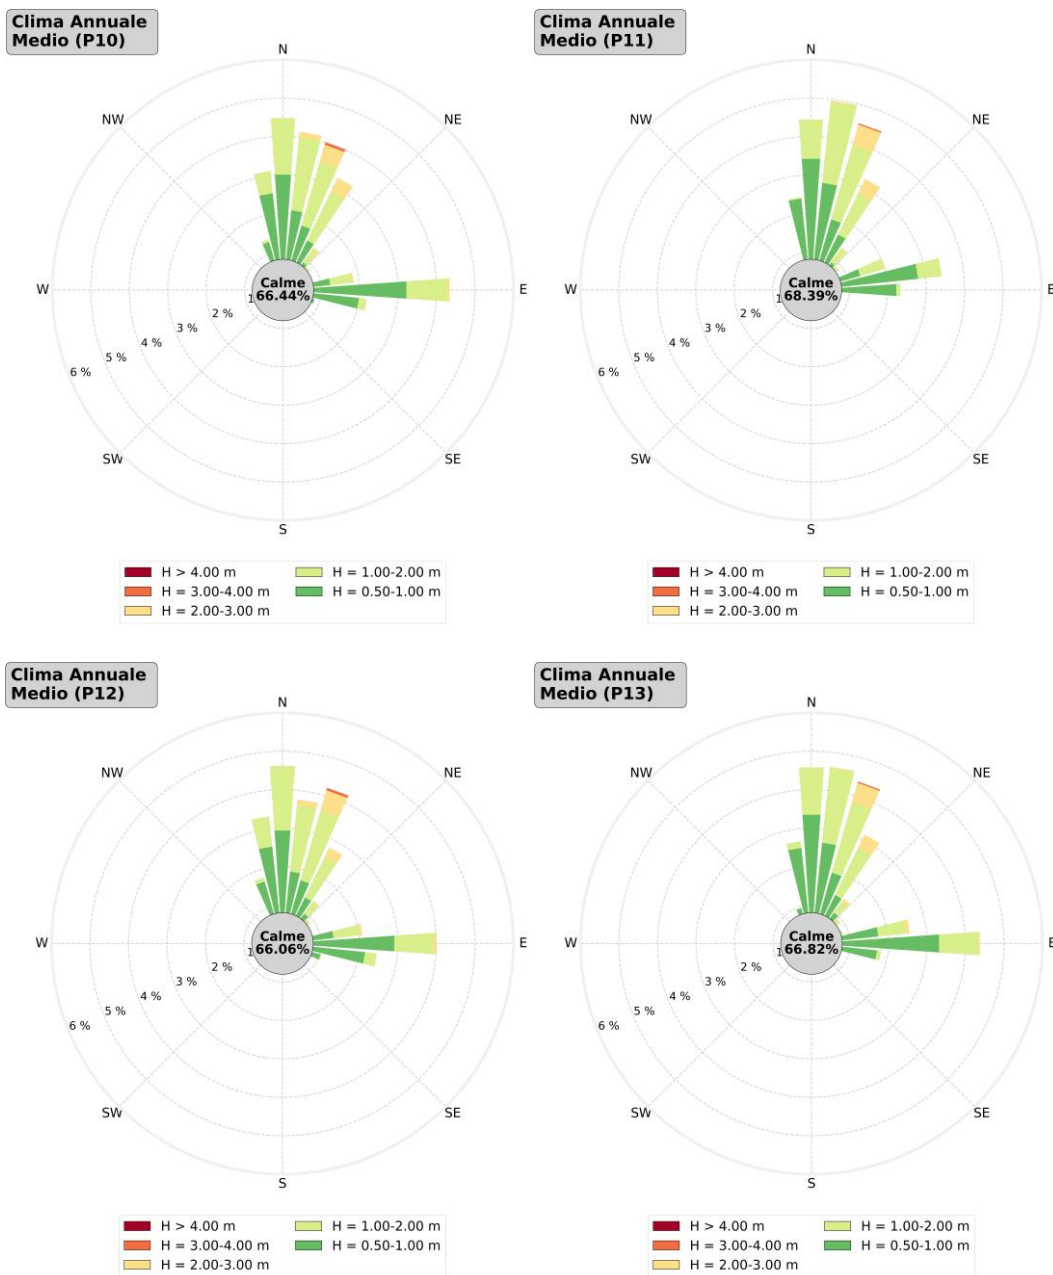 Clima Annuale
Medio (P10)
N
NW
NE
W
E
Calme
66.44%
1
2 %
3 %
4 %
5 %
6 %
SW
SE
S
H > 4.00 m
H = 3.00-4.00 m
H = 2.00-3.00 m
H = 1.00-2.00 m
H = 0.50-1.00 m
Clima Annuale
Medio (P11)
N
NW
NE
W
E
Calme
68.39%
1
2 %
3 %
4 %
5 %
6 %
SW
SE
S
H > 4.00 m
H = 3.00-4.00 m
H = 2.00-3.00 m
H = 1.00-2.00 m
H = 0.50-1.00 m
Clima Annuale
Medio (P12)
N
NW
NE
W
E
Calme
66.06%
1
2 %
3 %
4 %
5 %
6 %
SW
SE
S
H > 4.00 m
H = 3.00-4.00 m
H = 2.00-3.00 m
H = 1.00-2.00 m
H = 0.50-1.00 m
Clima Annuale
Medio (P13)
N
NW
NE
W
E
Calme
66.82%
1
2 %
3 %
4 %
5 %
6 %
SW
SE
S
H > 4.00 m
H = 3.00-4.00 m
H = 2.00-3.00 m
H = 1.00-2.00 m
H = 0.50-1.00 m